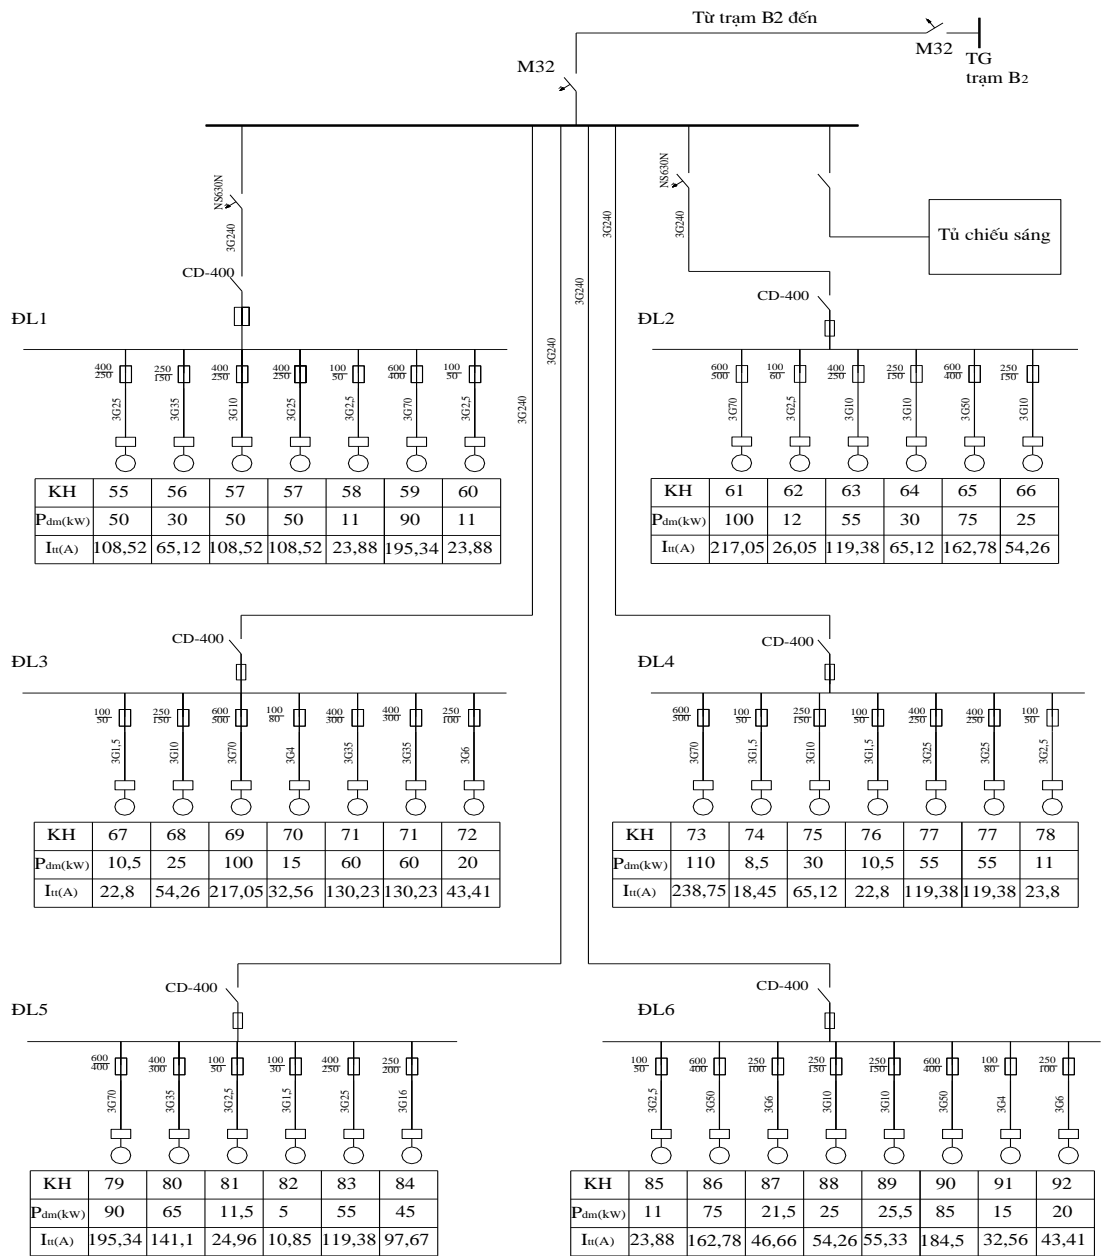 Từ trạm B2 đến
M32
TG
trạm B2
M32
NS630N
3G240
CD-400
NS630N
3G240
CD-400
3G240
3G240
3G240
3G240
Tủ chiếu sáng
ĐL1
400/250 250/150 400/250 400/250 100/50 600/400 100/50
3G25 3G35 3G10 3G25 3G2,5 3G70 3G2,5
KH 55 56 57 57 58 59 60
Pdm(kW) 50 30 50 50 11 90 11
Itt(A) 108,52 65,12 108,52 108,52 23,88 195,34 23,88
ĐL2
600/500 100/60 400/250 250/150 600/400 250/150
3G70 3G2,5 3G10 3G10 3G50 3G10
KH 61 62 63 64 65 66
Pdm(kW) 100 12 55 30 75 25
Itt(A) 217,05 26,05 119,38 65,12 162,78 54,26
CD-400
ĐL3
100/50 250/150 600/500 100/80 400/300 400/300 250/100
3G1,5 3G10 3G70 3G4 3G35 3G35 3G6
KH 67 68 69 70 71 71 72
Pdm(kW) 10,5 25 100 15 60 60 20
Itt(A) 22,8 54,26 217,05 32,56 130,23 130,23 43,41
CD-400
ĐL4
600/500 100/50 250/150 100/50 400/250 400/250 100/50
3G70 3G1,5 3G10 3G1,5 3G25 3G25 3G2,5
KH 73 74 75 76 77 77 78
Pdm(kW) 110 8,5 30 10,5 55 55 11
Itt(A) 238,75 18,45 65,12 22,8 119,38 119,38 23,8
CD-400
ĐL5
600/400 400/300 100/50 100/30 400/250 250/200
3G70 3G35 3G2,5 3G1,5 3G25 3G16
KH 79 80 81 82 83 84
Pdm(kW) 90 65 11,5 5 55 45
Itt(A) 195,34 141,1 24,96 10,85 119,38 97,67
CD-400
ĐL6
100/50 600/400 250/100 250/150 250/150 600/400 100/80 250/100
3G2,5 3G50 3G6 3G10 3G10 3G50 3G4 3G6
KH 85 86 87 88 89 90 91 92
Pdm(kW) 11 75 21,5 25 25,5 85 15 20
Itt(A) 23,88 162,78 46,66 54,26 55,33 184,5 32,56 43,41